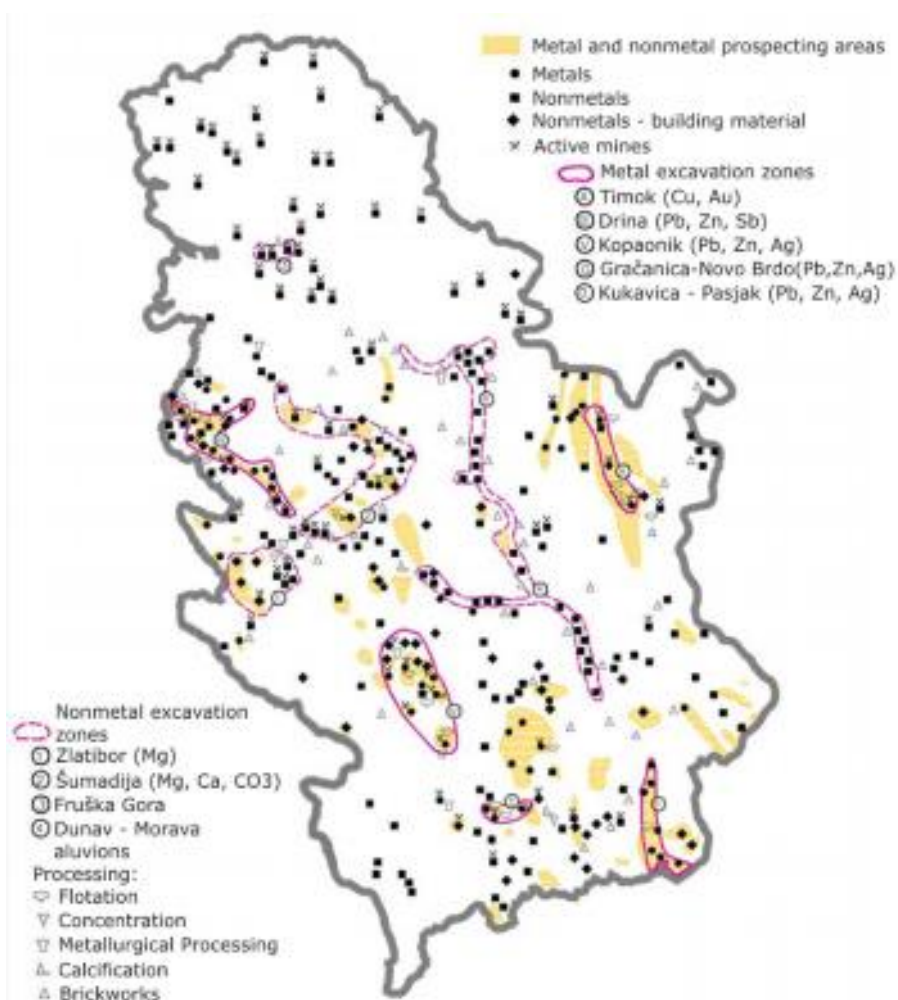 Metal and nonmetal prospecting areas
Metals
Nonmetals
Nonmetals - building material
Active mines
Metal excavation zones
Timok (Cu, Au)
Drina (Pb, Zn, Sb)
Kopaonik (Pb, Zn, Ag)
Gračanica-Novo Brdo(Pb,Zn,Ag)
Kukavica - Pasjak (Pb, Zn, Ag)
Nonmetal excavation
zones
Zlatibor (Mg)
Šumadija (Mg, Ca, CO3)
Fruška Gora
Dunav - Morava
aluvions
Processing:
Flotation
Concentration
Metallurgical Processing
Calcification
Brickworks